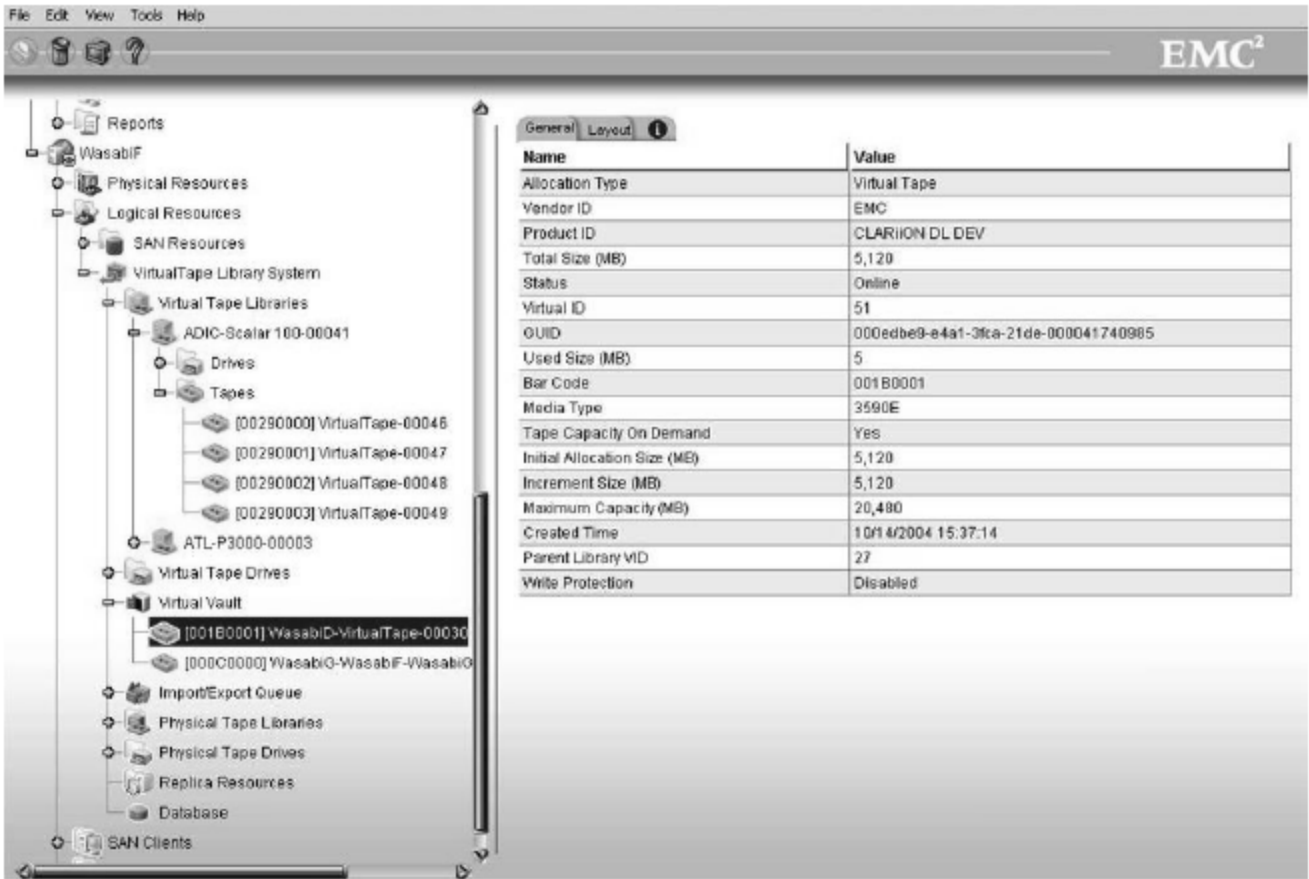 File Edit View Tools Help
EMC²
Reports
WasabiF
Physical Resources
Logical Resources
SAN Resources
VirtualTape Library System
Virtual Tape Libraries
ADIC-Scalar 100-00041
Drives
Tapes
[00290000] VirtualTape-00046
[00290001] VirtualTape-00047
[00290002] VirtualTape-00048
[00290003] VirtualTape-00049
ATL-P3000-00003
Virtual Tape Drives
Virtual Vault
[001B0001] WasabiD-VirtualTape-00030
[000C0000] WasabiG-WasabiF-WasabiG
Import/Export Queue
Physical Tape Libraries
Physical Tape Drives
Replica Resources
Database
SAN Clients
General Layout
Name Value
Allocation Type Virtual Tape
Vendor ID EMC
Product ID CLARiiON DL DEV
Total Size (MB) 5,120
Status Online
Virtual ID 51
GUID 000edbe9-e4a1-3fca-21de-000041740985
Used Size (MB) 5
Bar Code 001B0001
Media Type 3590E
Tape Capacity On Demand Yes
Initial Allocation Size (MB) 5,120
Increment Size (MB) 5,120
Maximum Capacity (MB) 20,480
Created Time 10/14/2004 15:37:14
Parent Library VID 27
Write Protection Disabled